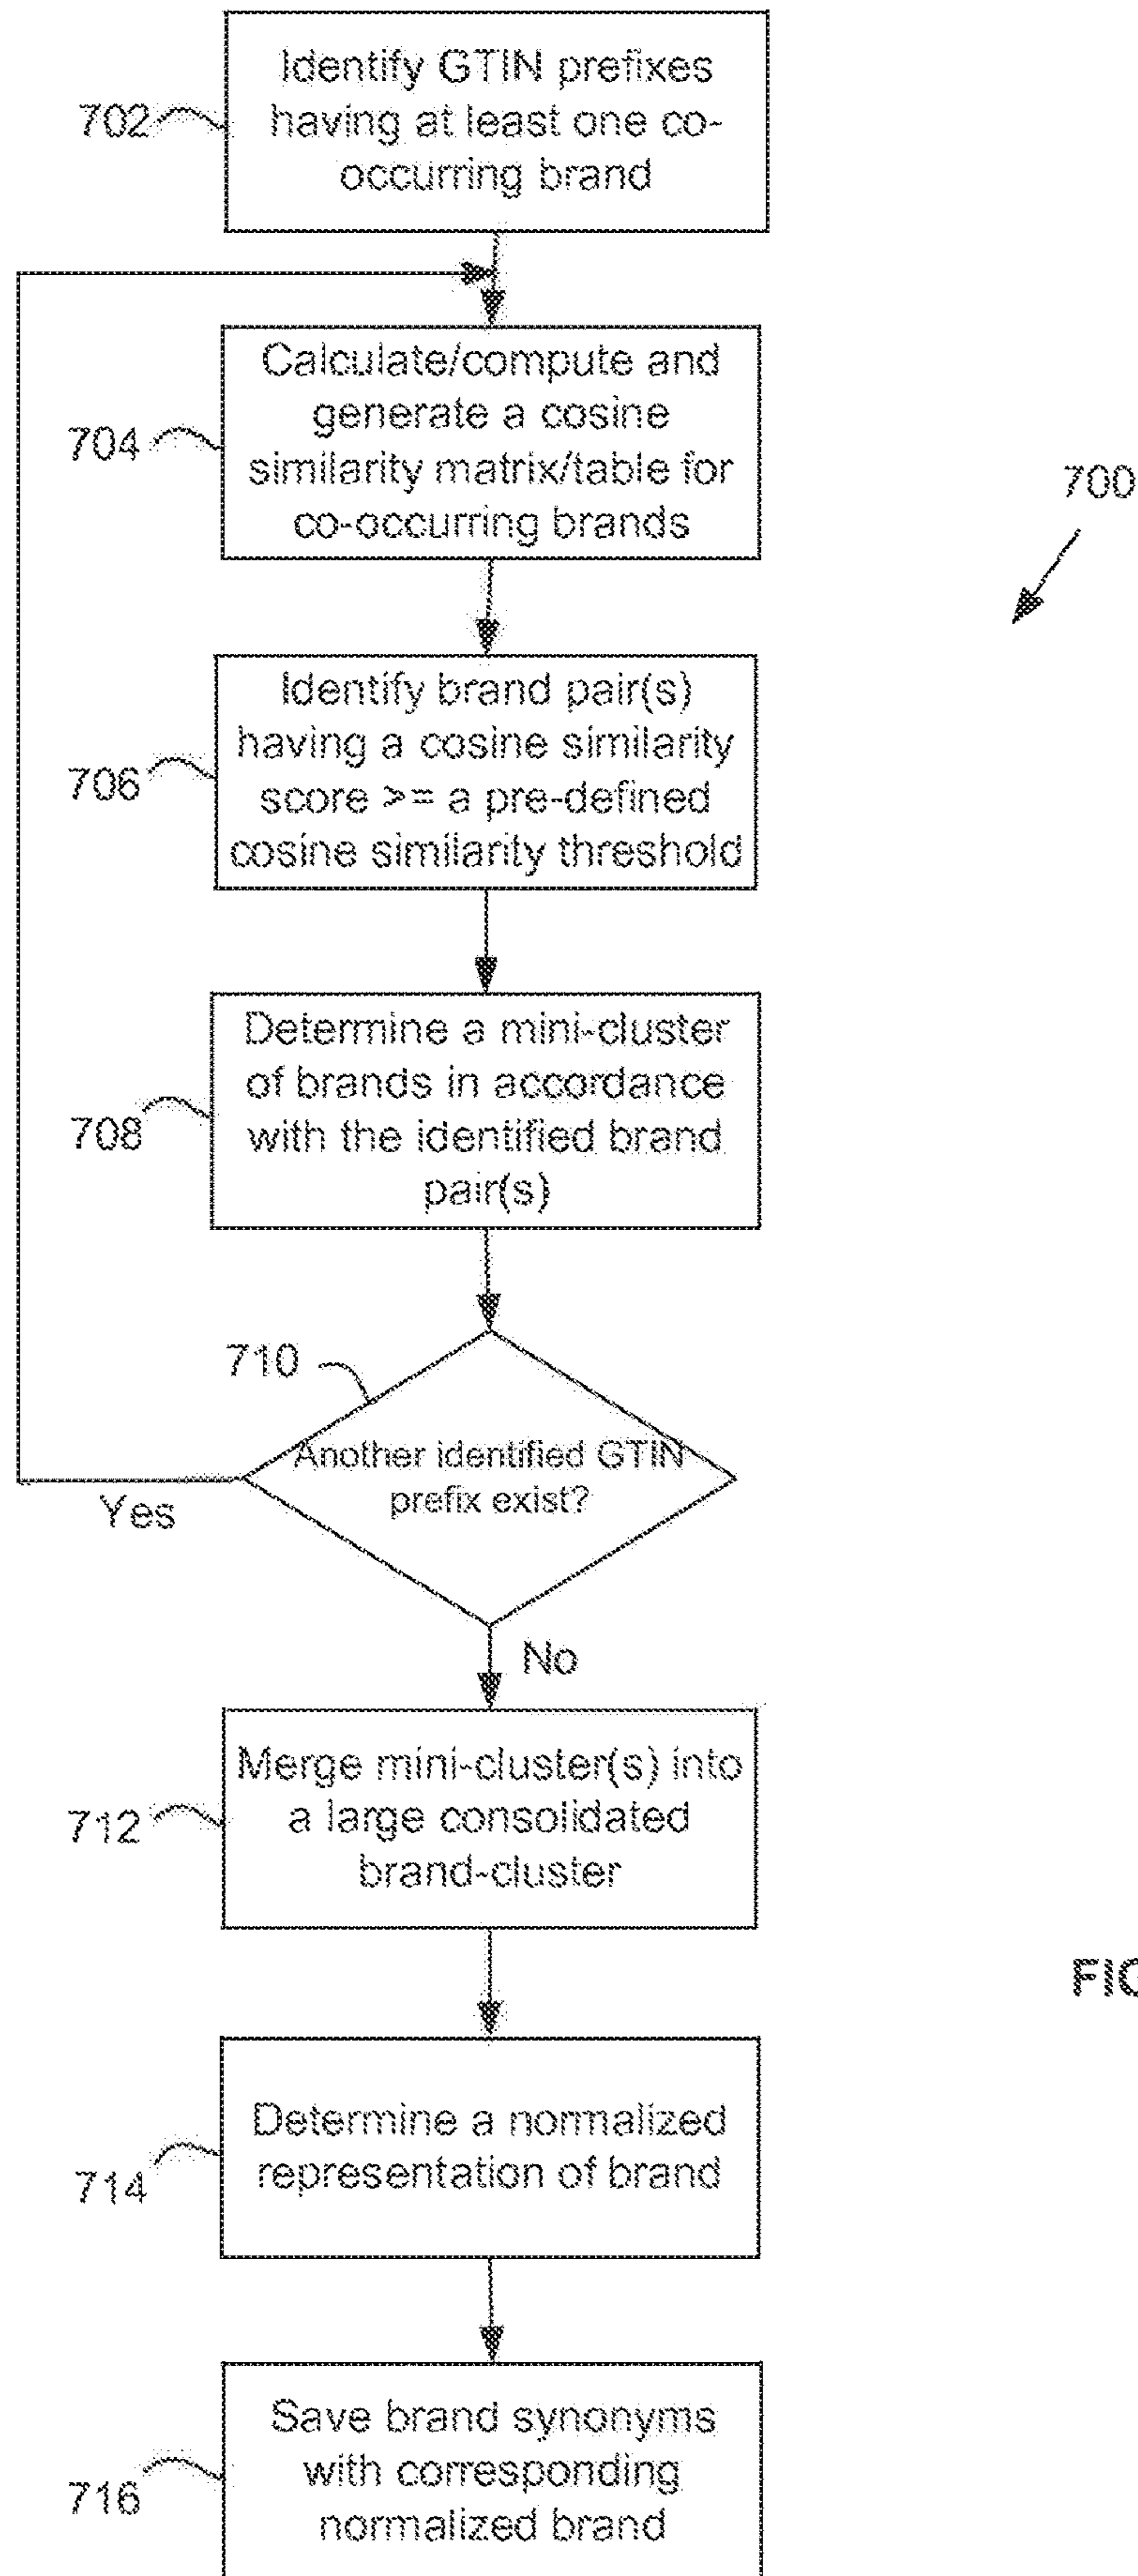 Identify GTIN prefixes
702
having at least one co-
occurring brand
Calculate/compute and
generate a cosine
704
similarity matrix/table for
co-occurring brands
700
Identify brand pair(s)
having a cosine similarity
706
score >= a pre-defined
cosine similarity threshold
Determine a mini-cluster
of brands in accordance
708
with the identified brand
pair(s)
710
Another identified GTIN
prefix exist?
Yes
No
Merge mini-cluster(s) into
712
a large consolidated
brand-cluster
FIG
Determine a normalized
714
representation of brand
Save brand synonyms
716
with corresponding
normalized brand